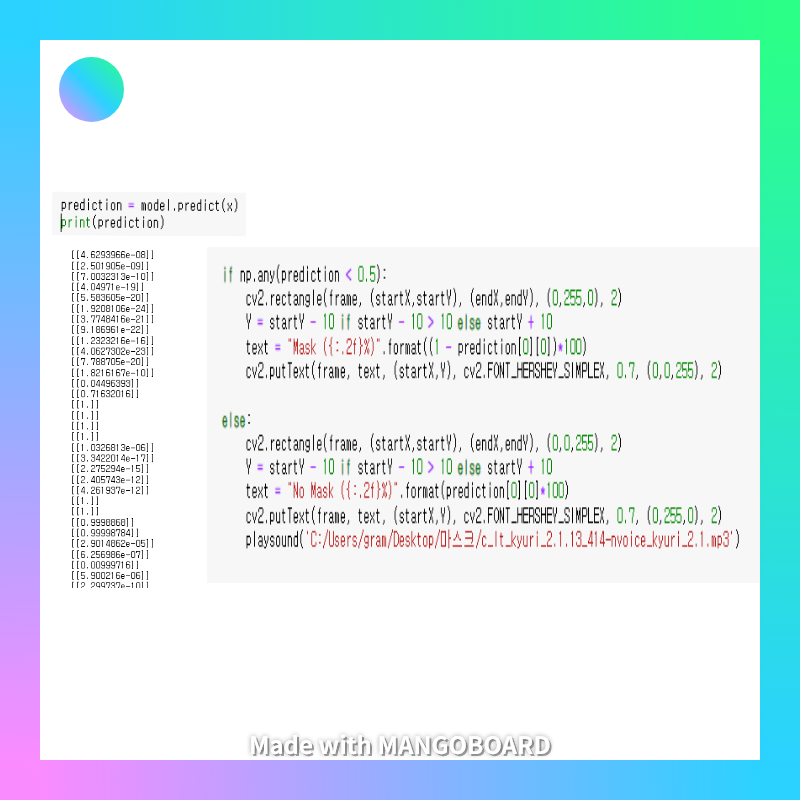 prediction = model.predict(x)
print(prediction)
[[4.6293966e-08]]
[[2.501905e-09]]
[[7.0032313e-10]]
[[4.04971e-19]]
[[5.583605e-20]]
[[1.9208106e-24]]
[[3.7748416e-21]]
[[9.186961e-22]]
[[1.2323216e-16]]
[[4.0627302e-23]]
[[7.788705e-20]]
[[1.8216167e-10]]
[[0.04496393]]
[[0.71632016]]
[[1.]]
[[1.]]
[[1.]]
[[1.]]
[[1.0326813e-06]]
[[3.3422014e-17]]
[[2.275294e-15]]
[[2.405743e-12]]
[[4.261937e-12]]
[[1.]]
[[1.]]
[[0.9998868]]
[[0.99998784]]
[[2.9014862e-05]]
[[6.256986e-07]]
[[0.00999716]]
[[5.900216e-06]]
[[2.299737e-10]]
if np.any(prediction < 0.5):
cv2.rectangle(frame, (startX,startY), (endX,endY), (0,255,0), 2)
Y = startY - 10 if startY - 10 > 10 else startY + 10
text = "Mask ({:.2f}%)".format((1 - prediction[0][0])*100)
cv2.putText(frame, text, (startX,Y), cv2.FONT_HERSHEY_SIMPLEX, 0.7, (0,0,255), 2)
else:
cv2.rectangle(frame, (startX,startY), (endX,endY), (0,0,255), 2)
Y = startY - 10 if startY - 10 > 10 else startY + 10
text = "No Mask ({:.2f}%)".format(prediction[0][0]*100)
cv2.putText(frame, text, (startX,Y), cv2.FONT_HERSHEY_SIMPLEX, 0.7, (0,255,0), 2)
playsound('C:/Users/gram/Desktop/마스크/c_lt_kyuri_2.1.13_414-nvoice_kyuri_2.1.mp3')
Made with MANGOBOARD